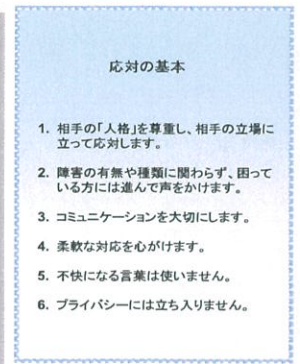 応対の基本
1. 相手の「人格」を尊重し、相手の立場に
立って応対します。
2. 障害の有無や種類に関わらず、困って
いる方には進んで声をかけます。
3. コミュニケーションを大切にします。
4. 柔軟な対応を心がけます。
5. 不快になる言葉は使いません。
6. プライバシーには立ち入りません。